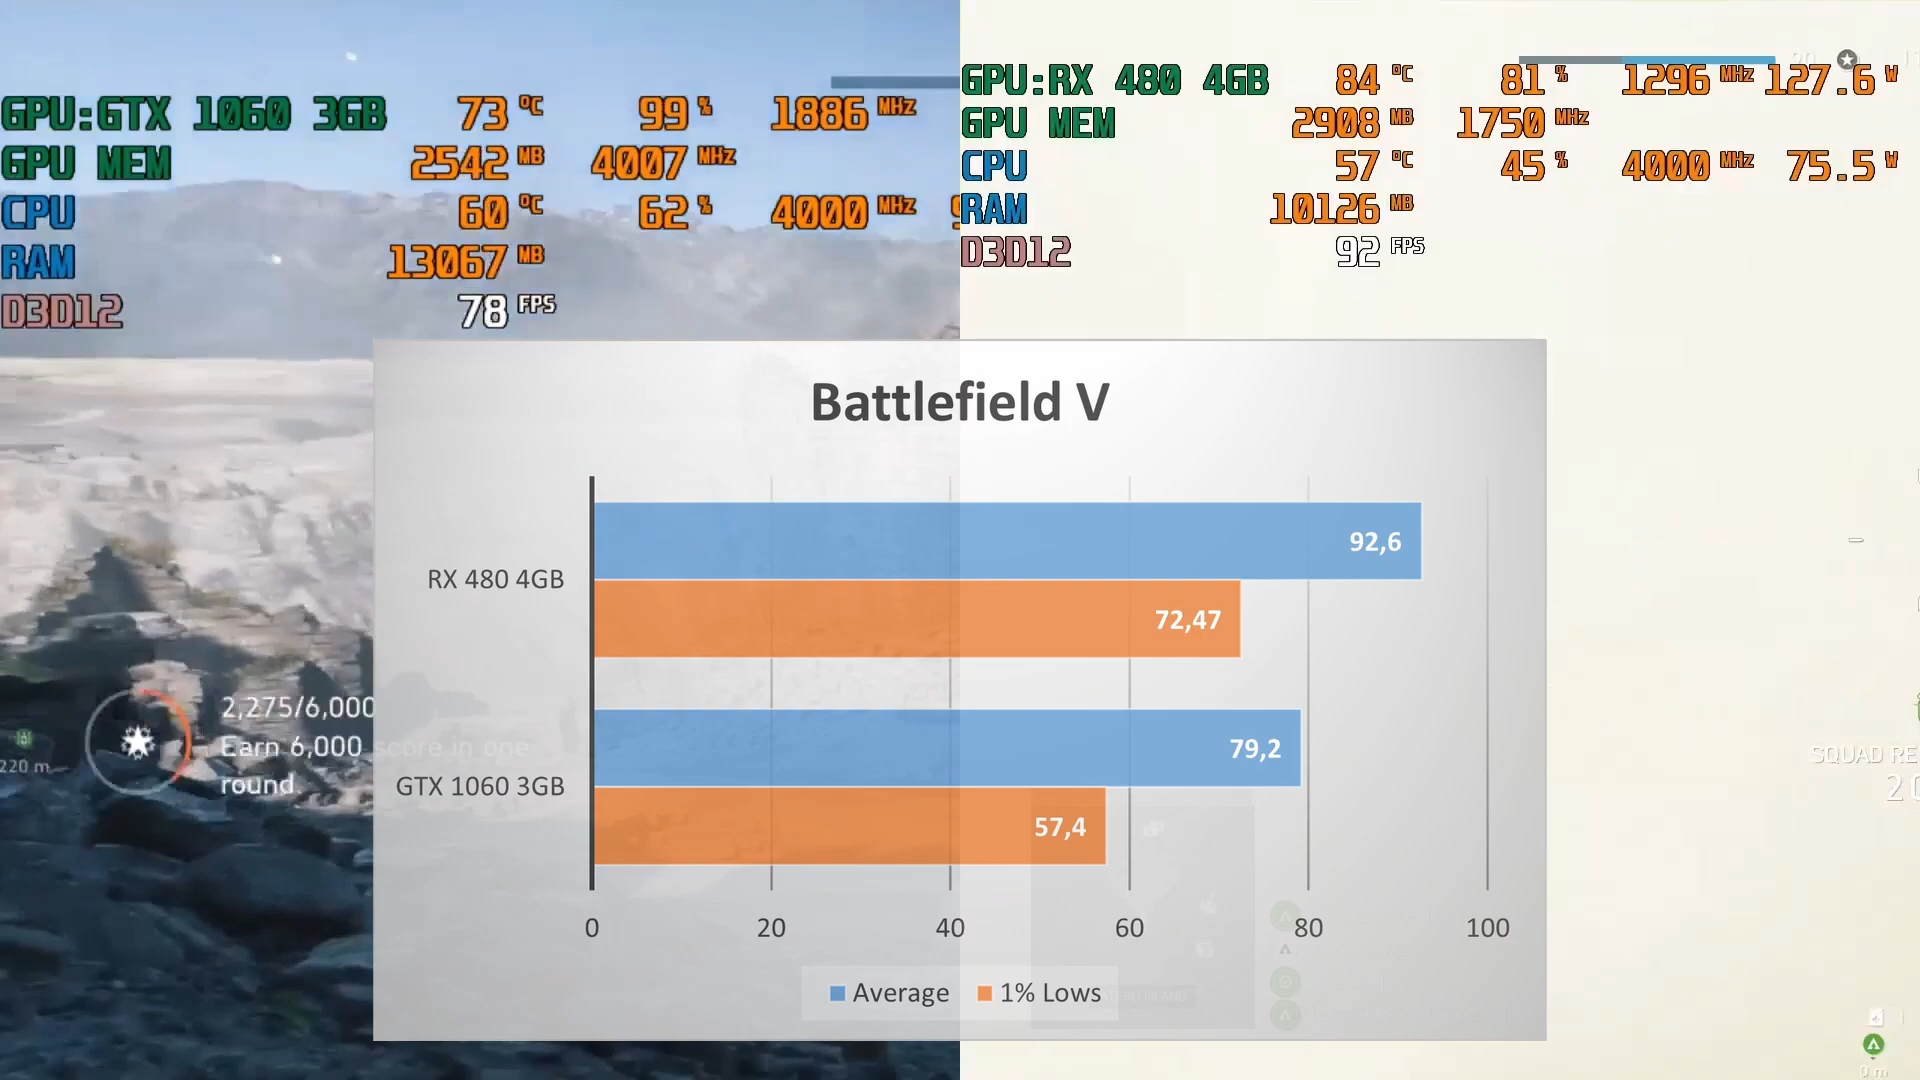 GPU:GTX 1060 3GB 73 °C 99 % 1886 MHz
GPU MEM 2542 MB 4007 MHz
CPU 60 °C 62 % 4000 MHz
RAM 13067 MB
D3D12 78 FPS
GPU:RX 480 4GB 84 °C 81 % 1296 MHz 127.6 W
GPU MEM 2908 MB 1750 MHz
CPU 57 °C 45 % 4000 MHz 75.5 W
RAM 10126 MB
D3D12 92 FPS
Battlefield V
RX 480 4GB
92,6
72,47
GTX 1060 3GB
79,2
57,4
0 20 40 60 80 100
Average 1% Lows
2,275/6,000
Earn 6,000 score in one
round.
220 m
SQUAD RE
20
0 m